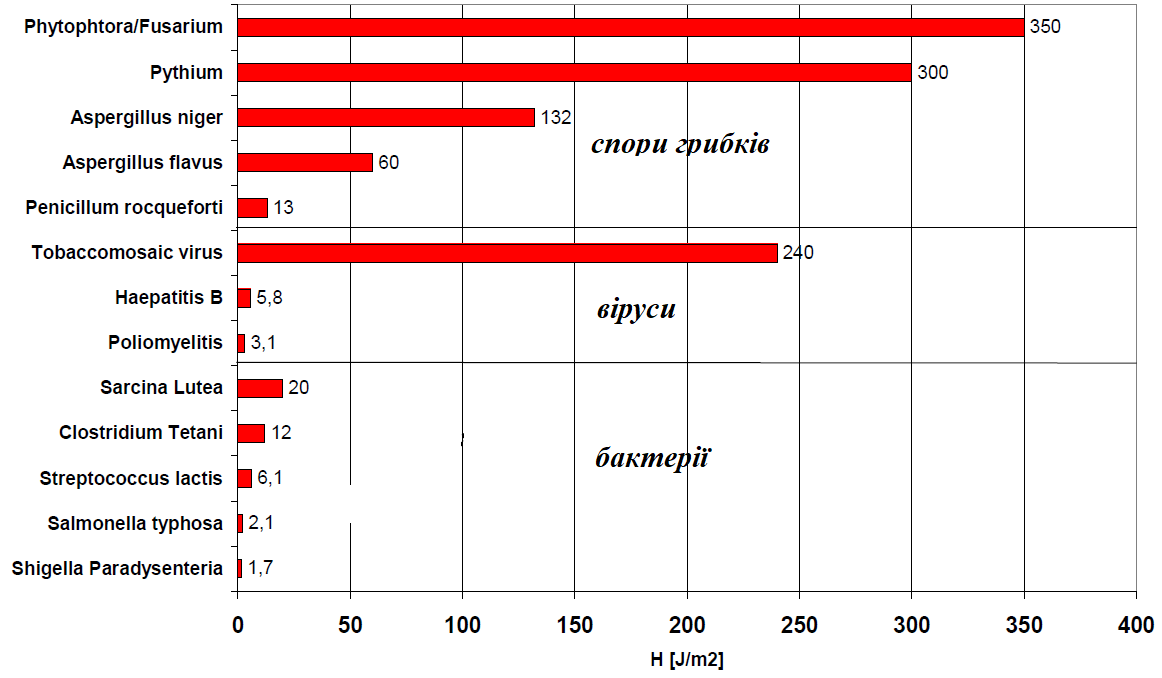 Phytophtora/Fusarium 350
Pythium 300
Aspergillus niger 132
спори грибків
Aspergillus flavus 60
Penicillum rocqueforti 13
Tobaccomosaic virus 240
Haepatitis B 5,8
віруси
Poliomyelitis 3,1
Sarcina Lutea 20
Clostridium Tetani 12
бактерії
Streptococcus lactis 6,1
Salmonella typhosa 2,1
Shigella Paradysenteria 1,7
0 50 100 150 200 250 300 350 400
H [J/m2]